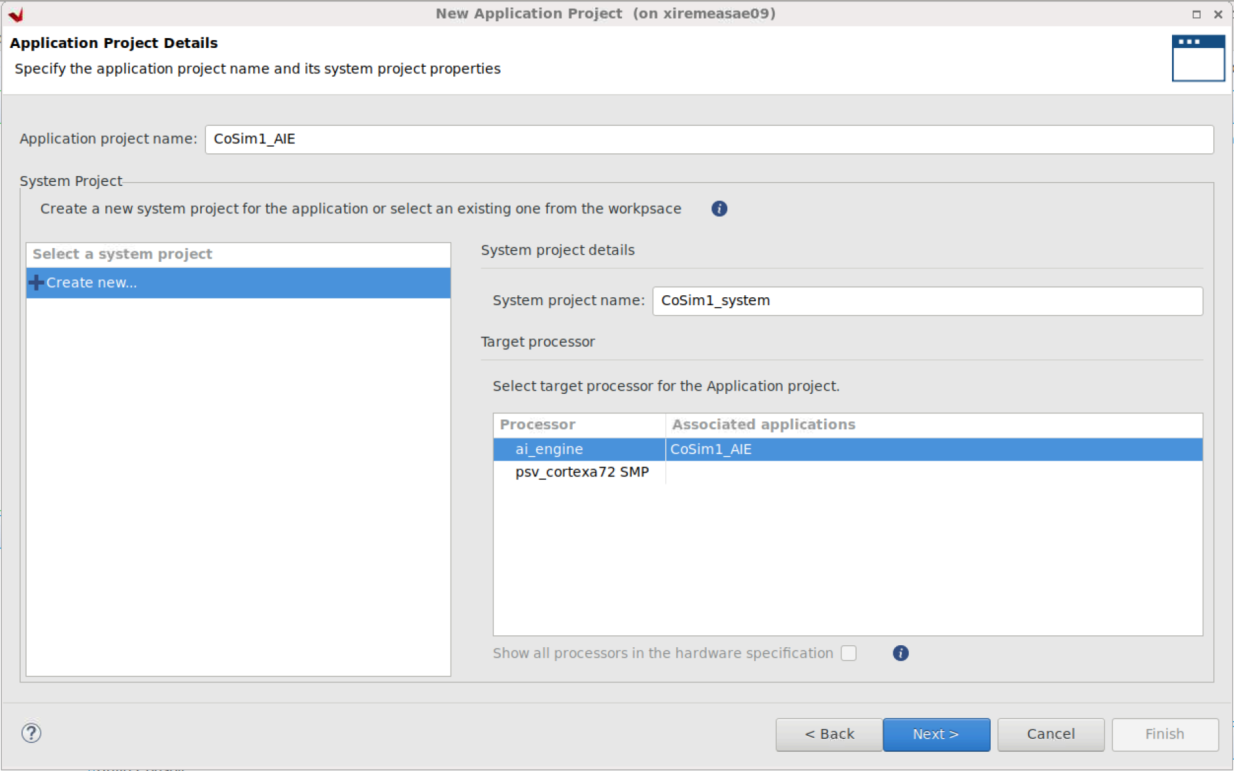 New Application Project (on xiremeasae09)
Application Project Details
Specify the application project name and its system project properties
Application project name: CoSim1_AIE
System Project
Create a new system project for the application or select an existing one from the workpsace
Select a system project
Create new...
System project details
System project name: CoSim1_system
Target processor
Select target processor for the Application project.
Processor Associated applications
ai_engine CoSim1_AIE
psv_cortexa72 SMP
Show all processors in the hardware specification
< Back Next > Cancel Finish